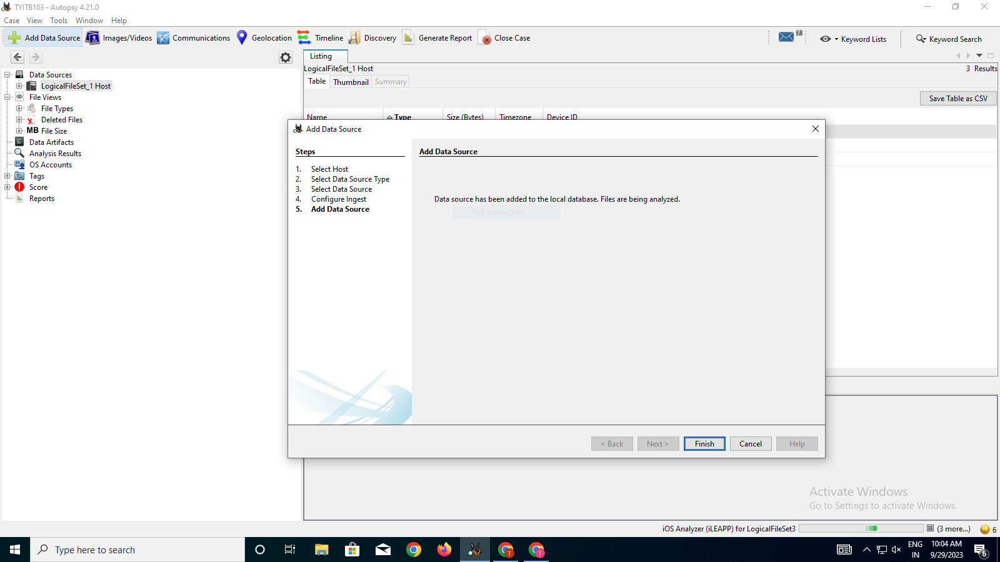 TYITB103 - Autopsy 4.21.0
Case View Tools Window Help
Add Data Source Images/Videos Communications Geolocation Timeline Discovery Generate Report Close Case 7 Keyword Lists Keyword Search
Listing
LogicalFileSet_1 Host 3 Results
Table Thumbnail Summary
Save Table as CSV
Name Type Size (Bytes) Timezone Device ID
Data Sources
LogicalFileSet_1 Host
File Views
File Types
Deleted Files
MB File Size
Data Artifacts
Analysis Results
OS Accounts
Tags
Score
Reports
Add Data Source
Steps
1. Select Host
2. Select Data Source Type
3. Select Data Source
4. Configure Ingest
5. Add Data Source
Add Data Source
Data source has been added to the local database. Files are being analyzed.
Full-screen Snip
< Back Next > Finish Cancel Help
Activate Windows
Go to Settings to activate Windows.
iOS Analyzer (iLEAPP) for LogicalFileSet3 (3 more...) 6
Type here to search
T T
ENG
IN
10:04 AM
9/29/2023
6